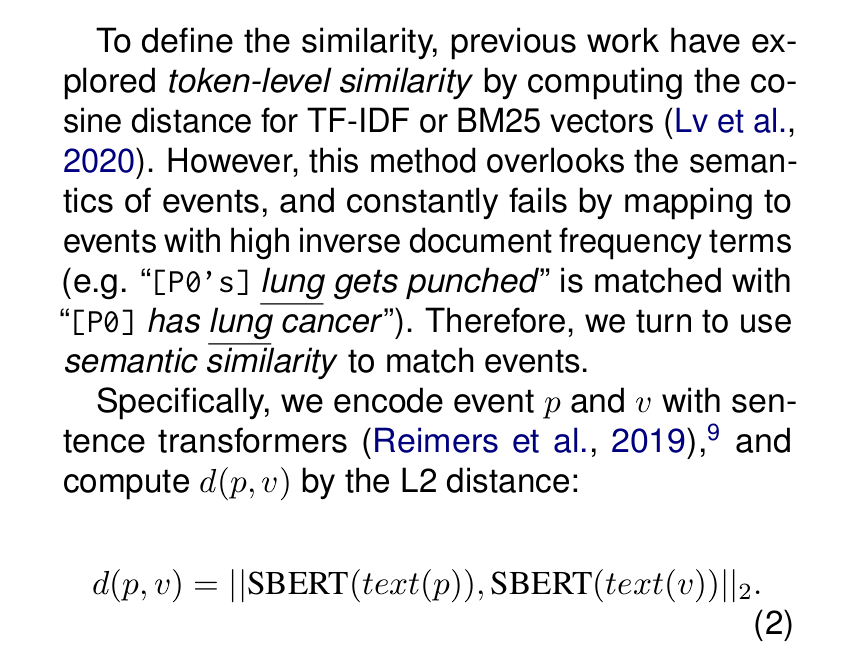 To define the similarity, previous work have ex-
plored token-level similarity by computing the co-
sine distance for TF-IDF or BM25 vectors (Lv et al.,
2020). However, this method overlooks the seman-
tics of events, and constantly fails by mapping to
events with high inverse document frequency terms
(e.g. “[P0’s] lung gets punched” is matched with
“[P0] has lung cancer”). Therefore, we turn to use
semantic similarity to match events.
Specifically, we encode event p and v with sen-
tence transformers (Reimers et al., 2019),⁹ and
compute d(p, v) by the L2 distance:
d(p, v) = ||SBERT(text(p)), SBERT(text(v))||₂.
(2)